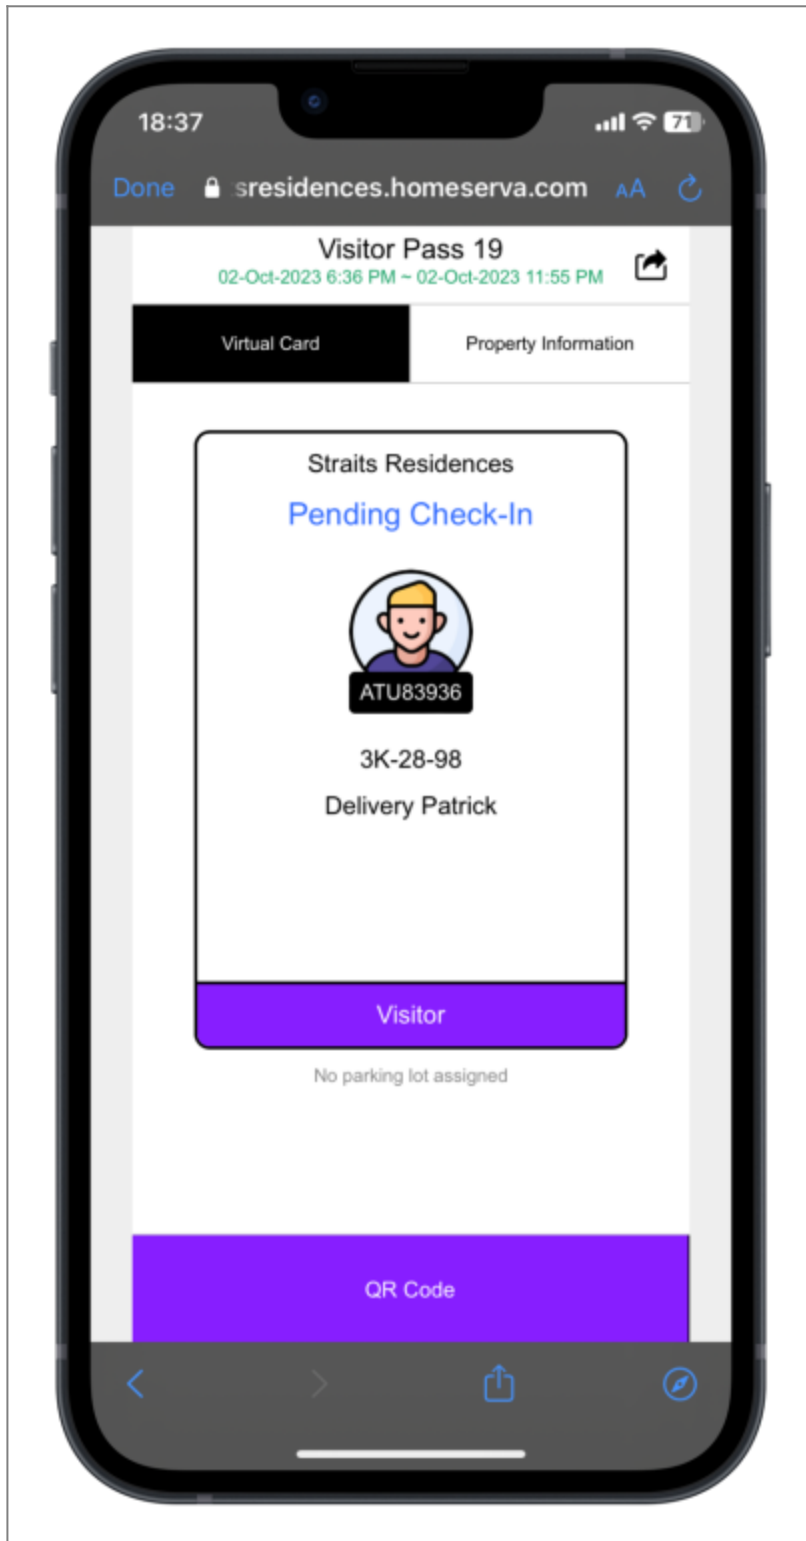 18:37
71
Done sresidences.homeserva.com AA
Visitor Pass 19
02-Oct-2023 6:36 PM ~ 02-Oct-2023 11:55 PM
Virtual Card Property Information
Straits Residences
Pending Check-In
ATU83936
3K-28-98
Delivery Patrick
Visitor
No parking lot assigned
QR Code